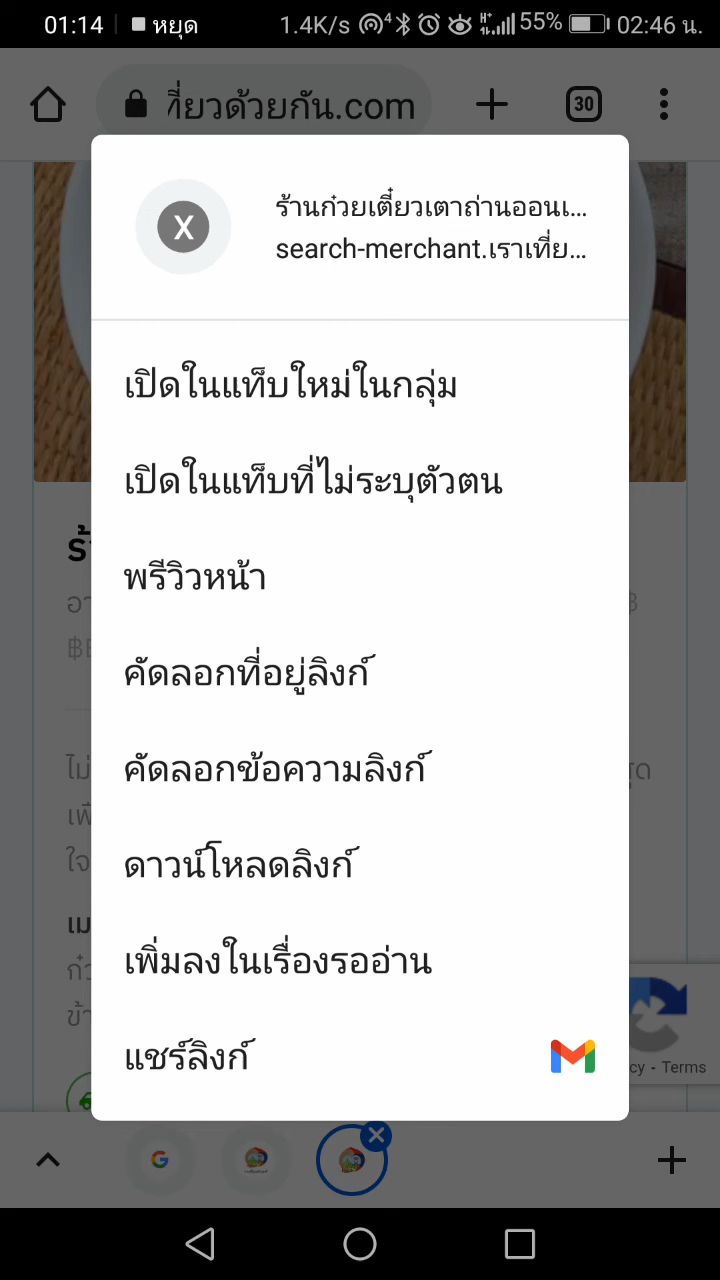 01:14 หยุด 1.4K/s 4 H+ 55% 02:46 น.
ที่ยวด้วยกัน.com 30
X
ร้านก๋วยเตี๋ยวเตาถ่านออนเ...
search-merchant.เราเที่ย...
เปิดในแท็บใหม่ในกลุ่ม
เปิดในแท็บที่ไม่ระบุตัวตน
พรีวิวหน้า
คัดลอกที่อยู่ลิงก์
คัดลอกข้อความลิงก์
ดาวน์โหลดลิงก์
เพิ่มลงในเรื่องรออ่าน
แชร์ลิงก์
cy - Terms